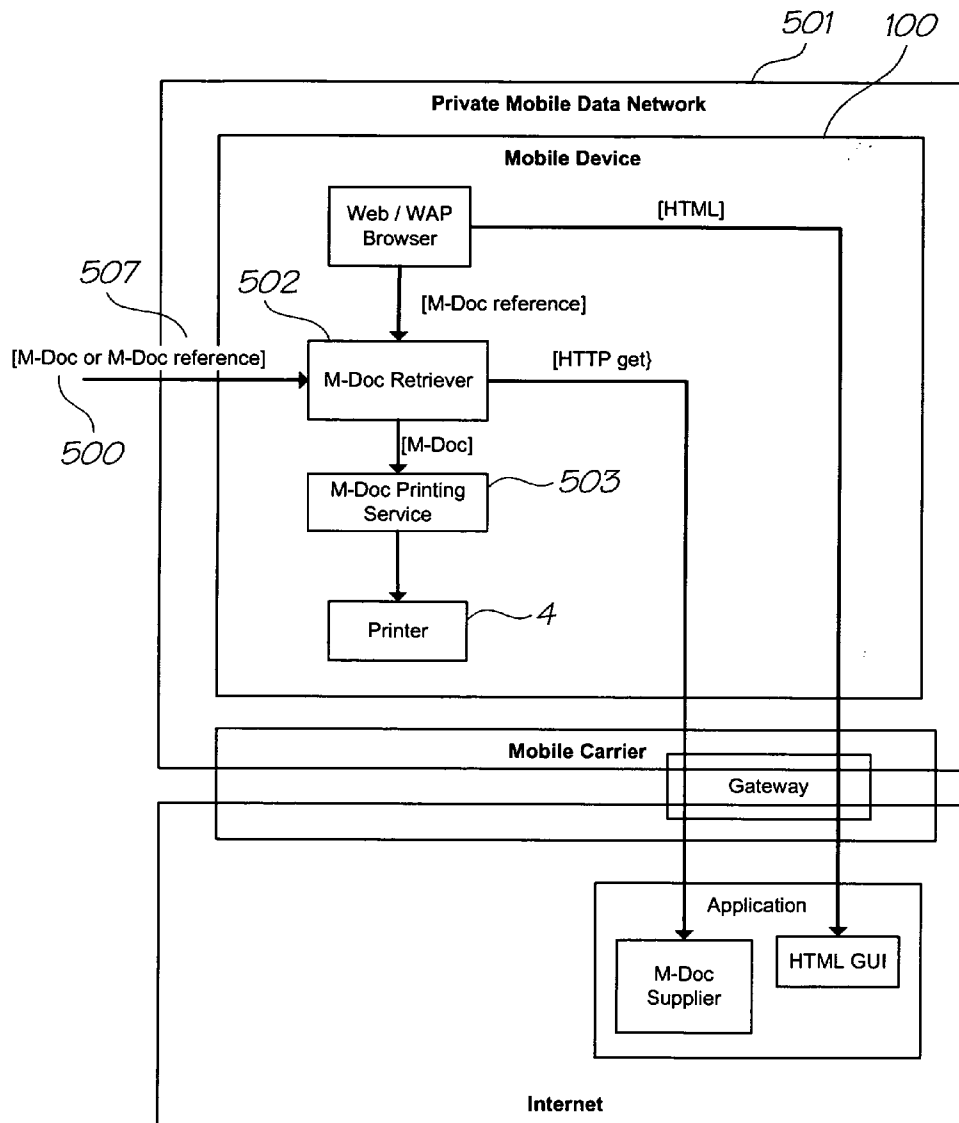 501
100
Private Mobile Data Network
Mobile Device
Web / WAP
Browser
[HTML]
507
502
[M-Doc reference]
[M-Doc or M-Doc reference]
M-Doc Retriever
[HTTP get}
500
[M-Doc]
M-Doc Printing
Service
503
Printer
4
Mobile Carrier
Gateway
Application
M-Doc
Supplier
HTML GUI
Internet